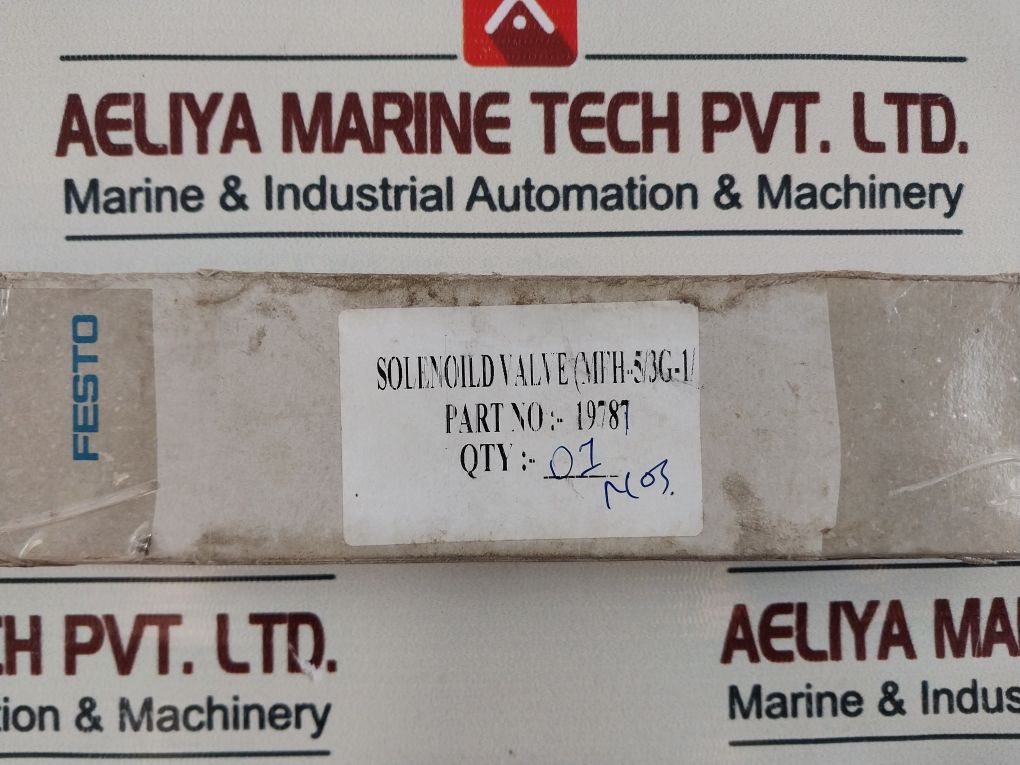 AELIYA MARINE TECH PVT. LTD.
Marine & Industrial Automation & Machinery
FESTO
SOLENOILD VALVE (MFH-5/3G-1/
PART NO :- 19787
QTY :- 01
NOS.
CH PVT. LTD.
tion & Machinery
AELIYA MA
Marine & Indus